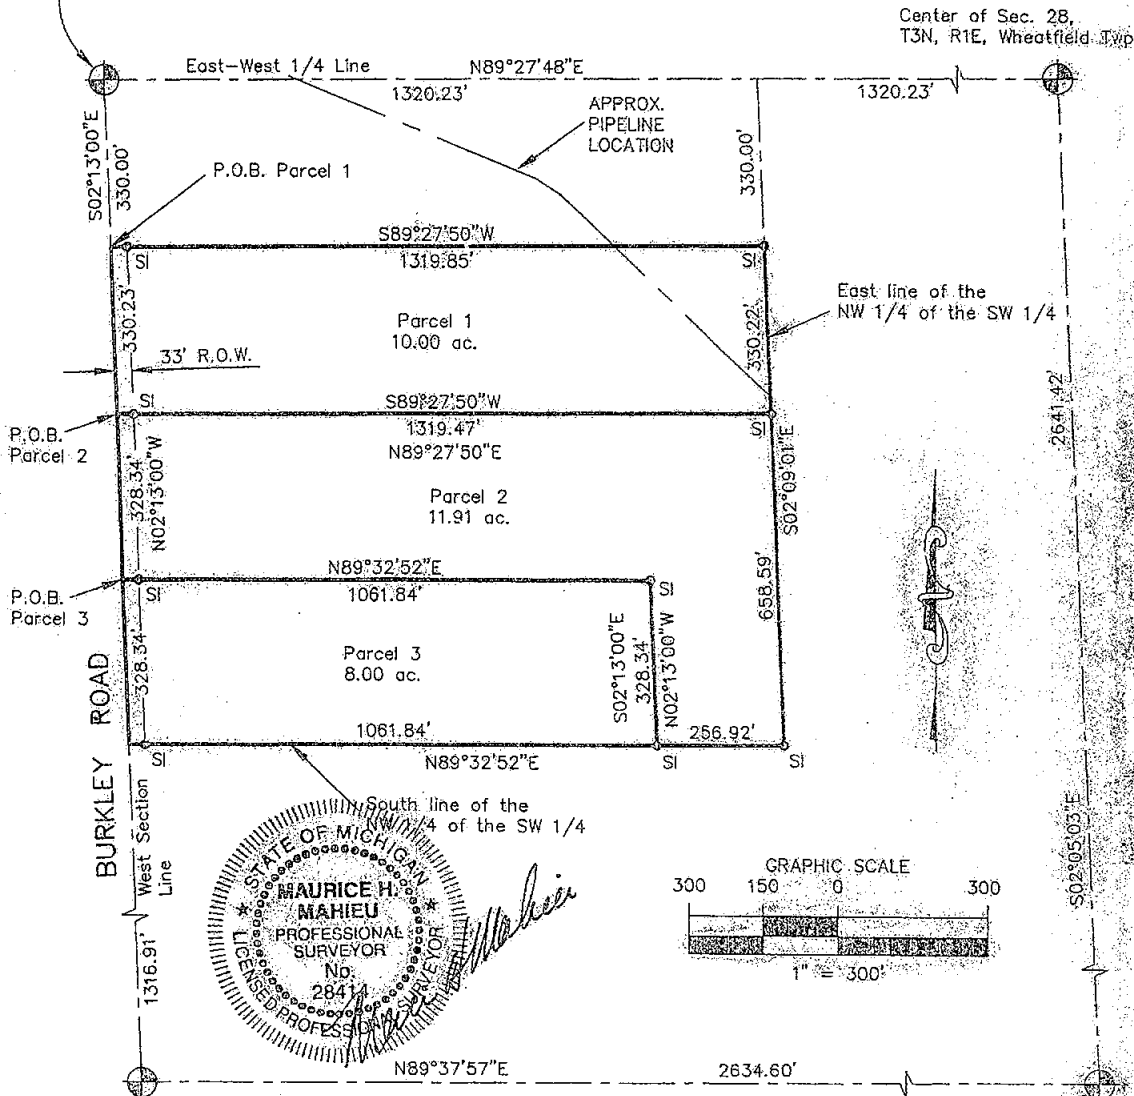 Center of Sec. 28,
T3N, R1E, Wheatfield Twp
East-West 1/4 Line
N89°27'48"E
1320.23'
1320.23'
APPROX.
PIPELINE
LOCATION
S02°13'00"E
330.00'
330.00'
P.O.B. Parcel 1
S89°27'50"W
1319.85'
SI
SI
330.23'
Parcel 1
10.00 ac.
330.22'
East line of the
NW 1/4 of the SW 1/4
33' R.O.W.
SI
S89°27'50"W
1319.47'
SI
N89°27'50"E
P.O.B.
Parcel 2
328.34'
N02°13'00"W
Parcel 2
11.91 ac.
S02°09'01"E
658.59'
2641.42'
N89°32'52"E
1061.84'
SI
SI
P.O.B.
Parcel 3
328.34'
Parcel 3
8.00 ac.
S02°13'00"E
328.34'
N02°13'00"W
1061.84'
256.92'
SI
N89°32'52"E
SI
BURKLEY ROAD
West Section
Line
1316.91'
South line of the
NW 1/4 of the SW 1/4
STATE OF MICHIGAN
MAURICE H.
MAHIEU
PROFESSIONAL
SURVEYOR
No.
28414
LICENSED PROFESSIONAL SURVEYOR
GRAPHIC SCALE
300 150 0 300
1" = 300'
S02°05'03"E
N89°37'57"E
2634.60'